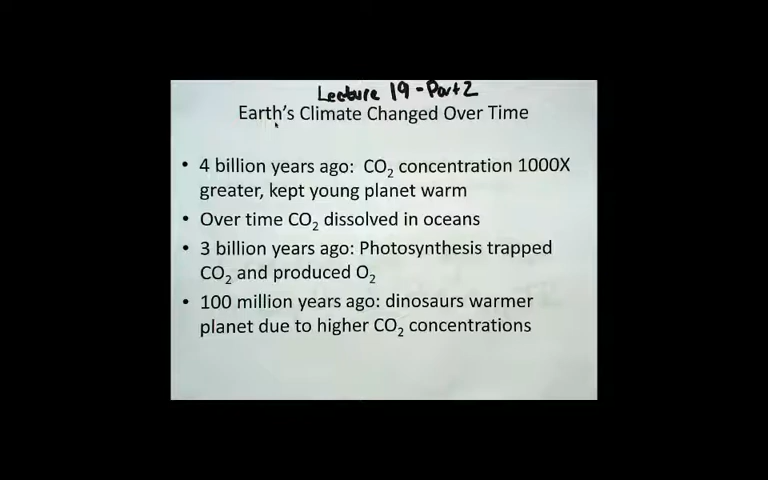 Lecture 19 - Part 2
Earth's Climate Changed Over Time
• 4 billion years ago: CO₂ concentration 1000X
greater, kept young planet warm
• Over time CO₂ dissolved in oceans
• 3 billion years ago: Photosynthesis trapped
CO₂ and produced O₂
• 100 million years ago: dinosaurs warmer
planet due to higher CO₂ concentrations